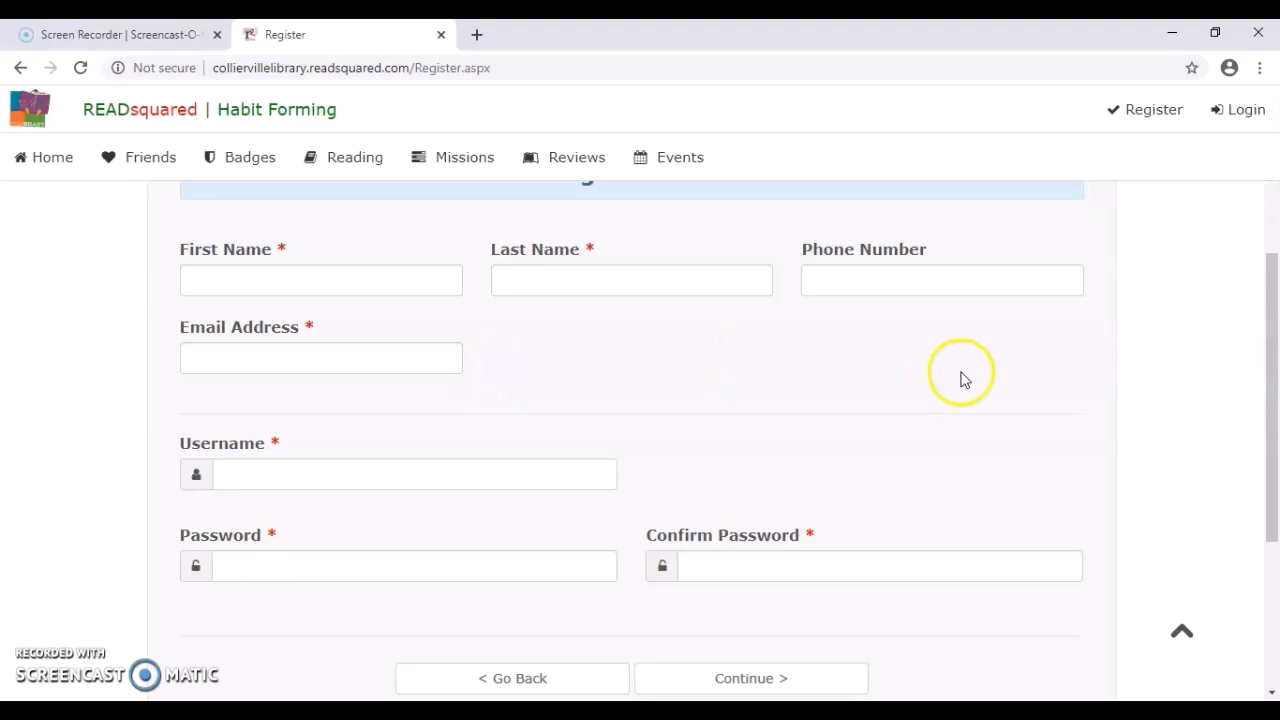 Screen Recorder | Screencast-O-
Register
Not secure
colliervillelibrary.readsquared.com/Register.aspx
READsquared | Habit Forming
Register
Login
Home
Friends
Badges
Reading
Missions
Reviews
Events
First Name *
Last Name *
Phone Number
Email Address *
Username *
Password *
Confirm Password *
RECORDED WITH
SCREENCAST MATIC
< Go Back
Continue >